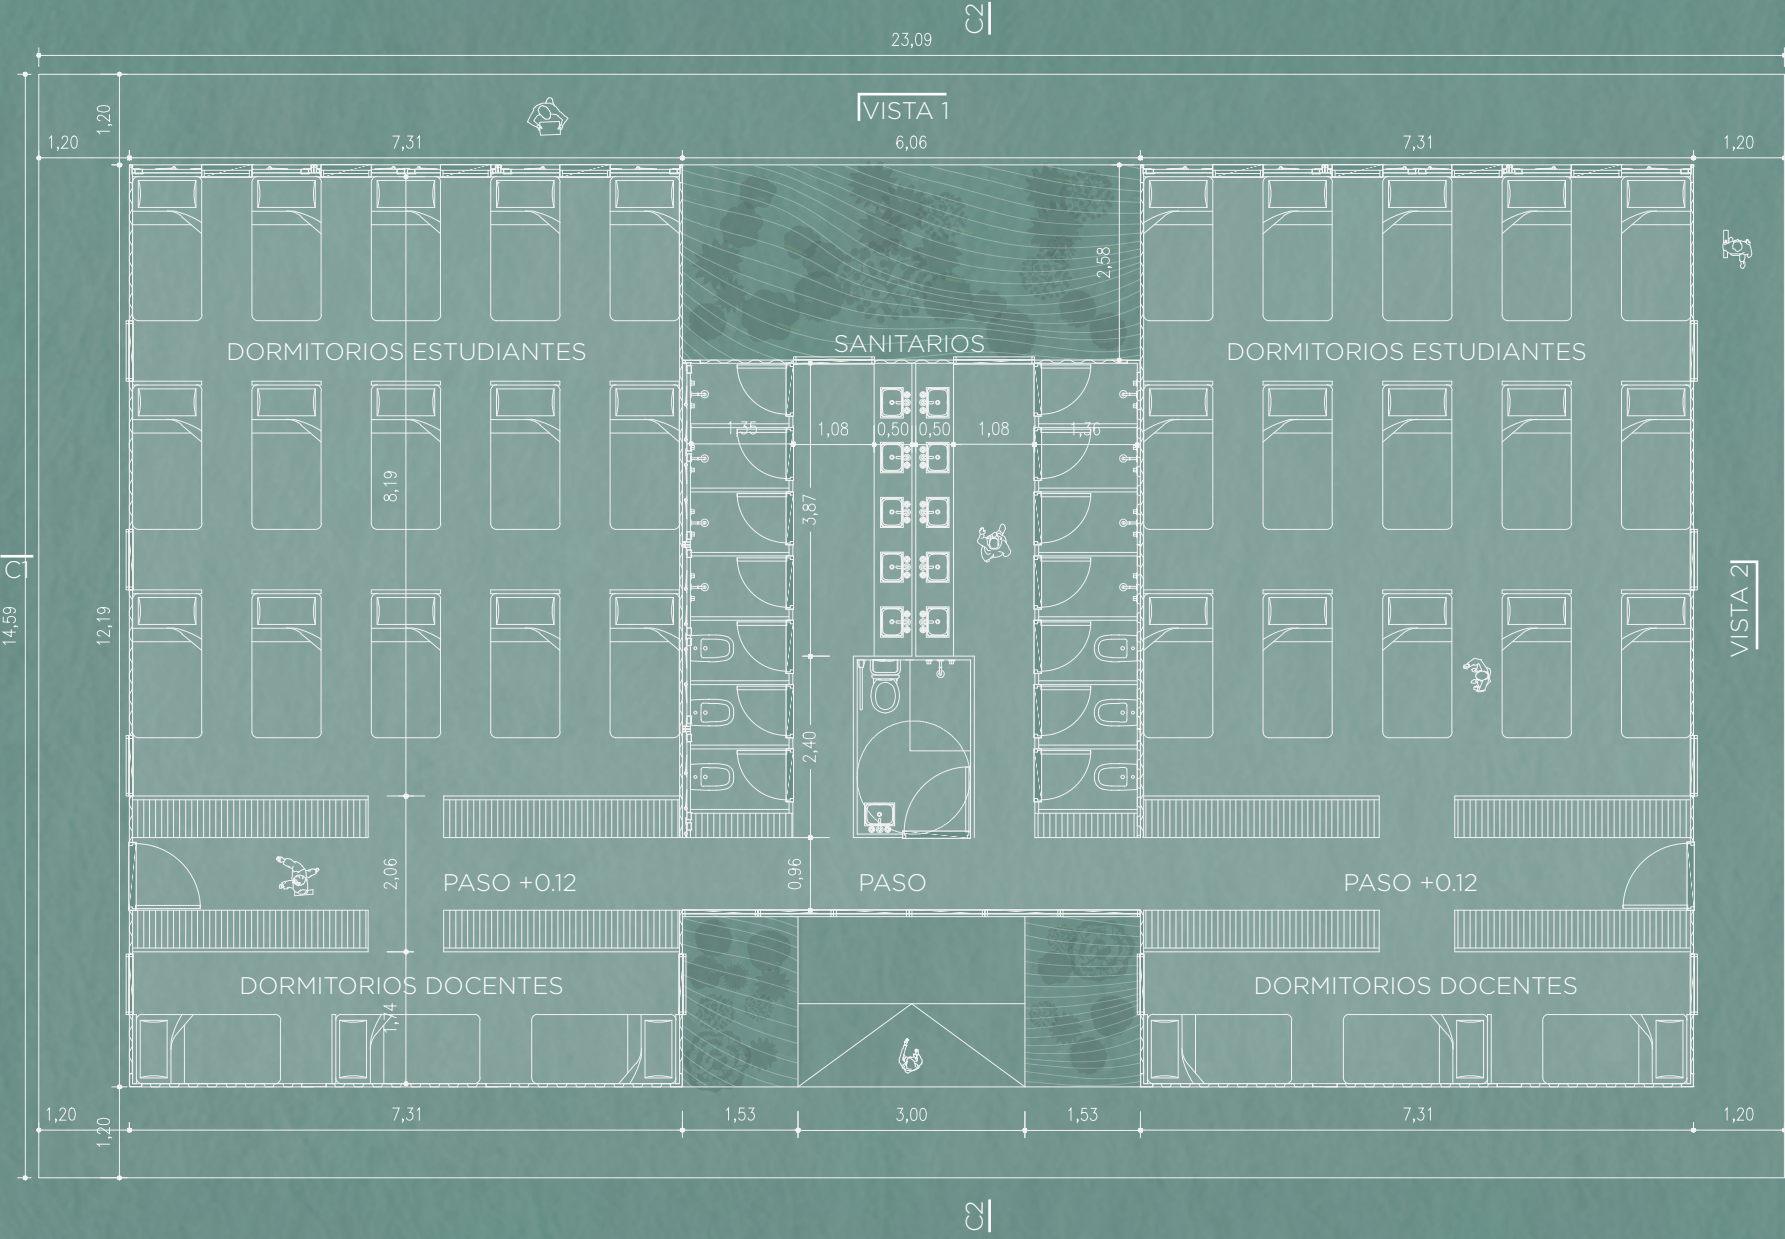 C2
23,09
VISTA 1
1,20
1,20
7,31
6,06
7,31
1,20
2,58
SANITARIOS
DORMITORIOS ESTUDIANTES
DORMITORIOS ESTUDIANTES
1,35
1,08
0,50
0,50
1,08
1,36
8,19
3,87
C1
14,59
12,19
VISTA 2
2,40
2,06
0,96
PASO +0.12
PASO
PASO +0.12
DORMITORIOS DOCENTES
DORMITORIOS DOCENTES
1,74
1,20
1,20
7,31
1,53
3,00
1,53
7,31
1,20
C2